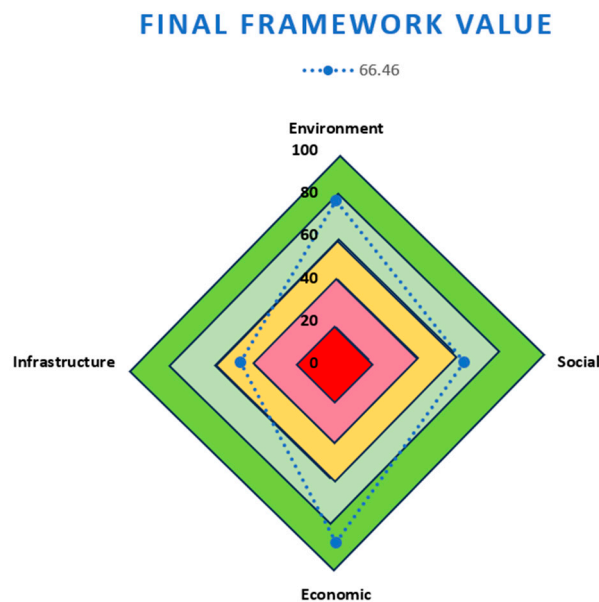 FINAL FRAMEWORK VALUE
66.46
Environment
100
80
60
40
20
0
Infrastructure
Social
Economic